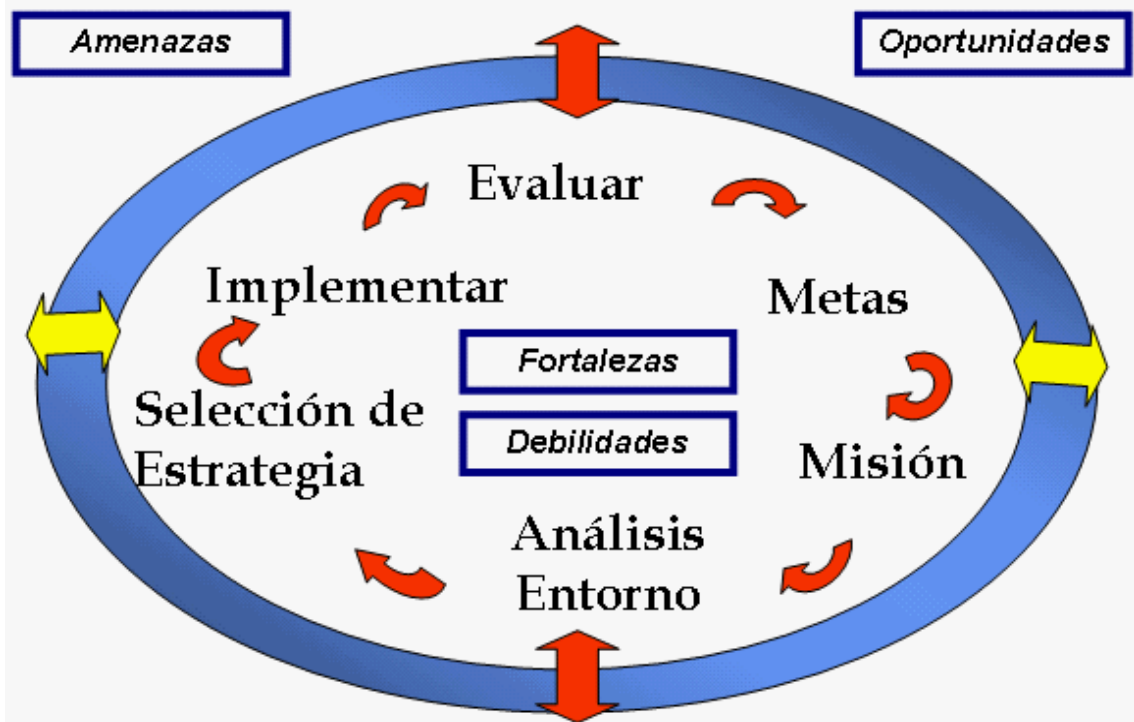 Amenazas
Oportunidades
Evaluar
Implementar
Metas
Fortalezas
Selección de
Estrategia
Debilidades
Misión
Análisis
Entorno